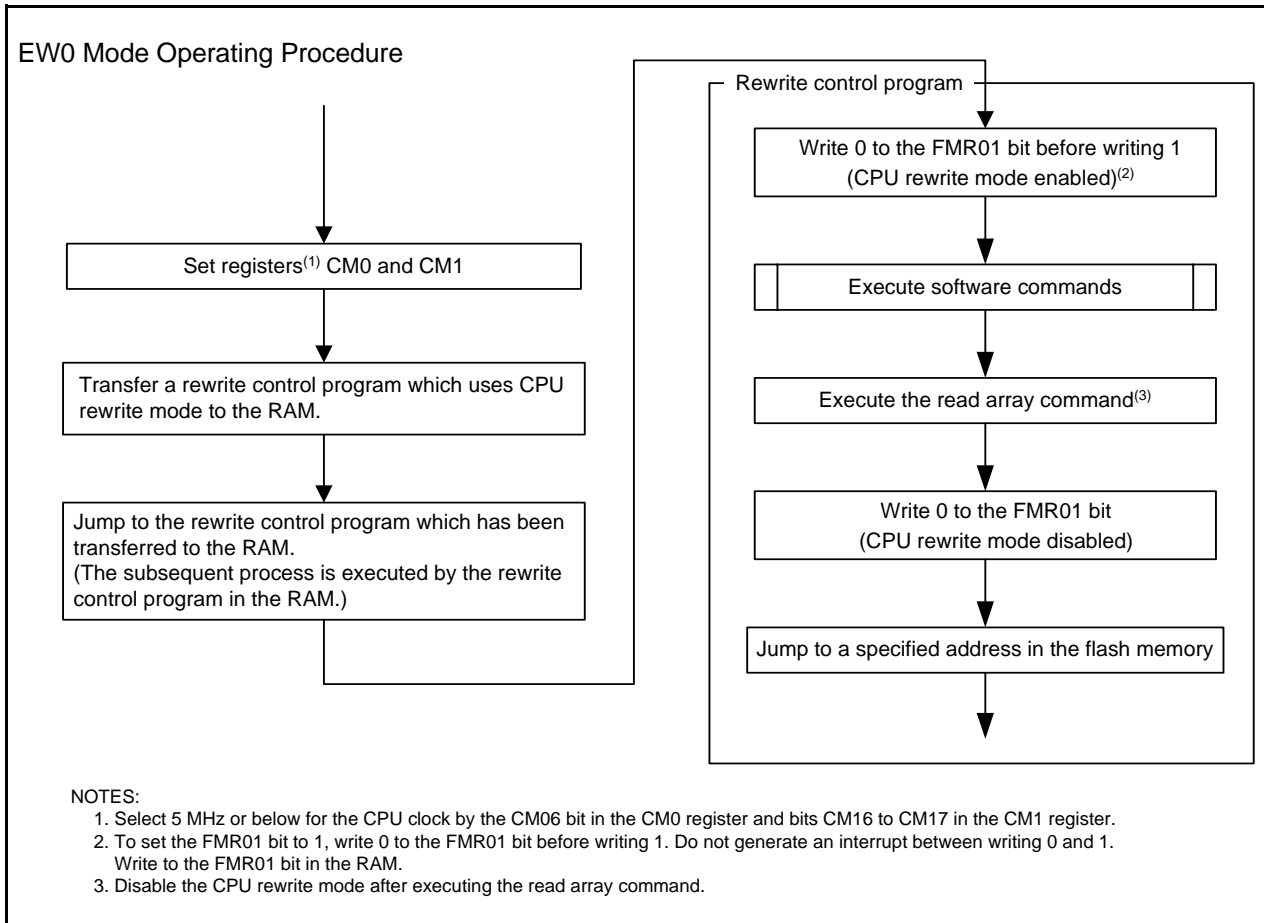 EW0 Mode Operating Procedure
Set registers(1) CM0 and CM1
Transfer a rewrite control program which uses CPU
rewrite mode to the RAM.
Jump to the rewrite control program which has been
transferred to the RAM.
(The subsequent process is executed by the rewrite
control program in the RAM.)
Rewrite control program
Write 0 to the FMR01 bit before writing 1
(CPU rewrite mode enabled)(2)
Execute software commands
Execute the read array command(3)
Write 0 to the FMR01 bit
(CPU rewrite mode disabled)
Jump to a specified address in the flash memory
NOTES:
1. Select 5 MHz or below for the CPU clock by the CM06 bit in the CM0 register and bits CM16 to CM17 in the CM1 register.
2. To set the FMR01 bit to 1, write 0 to the FMR01 bit before writing 1. Do not generate an interrupt between writing 0 and 1.
Write to the FMR01 bit in the RAM.
3. Disable the CPU rewrite mode after executing the read array command.